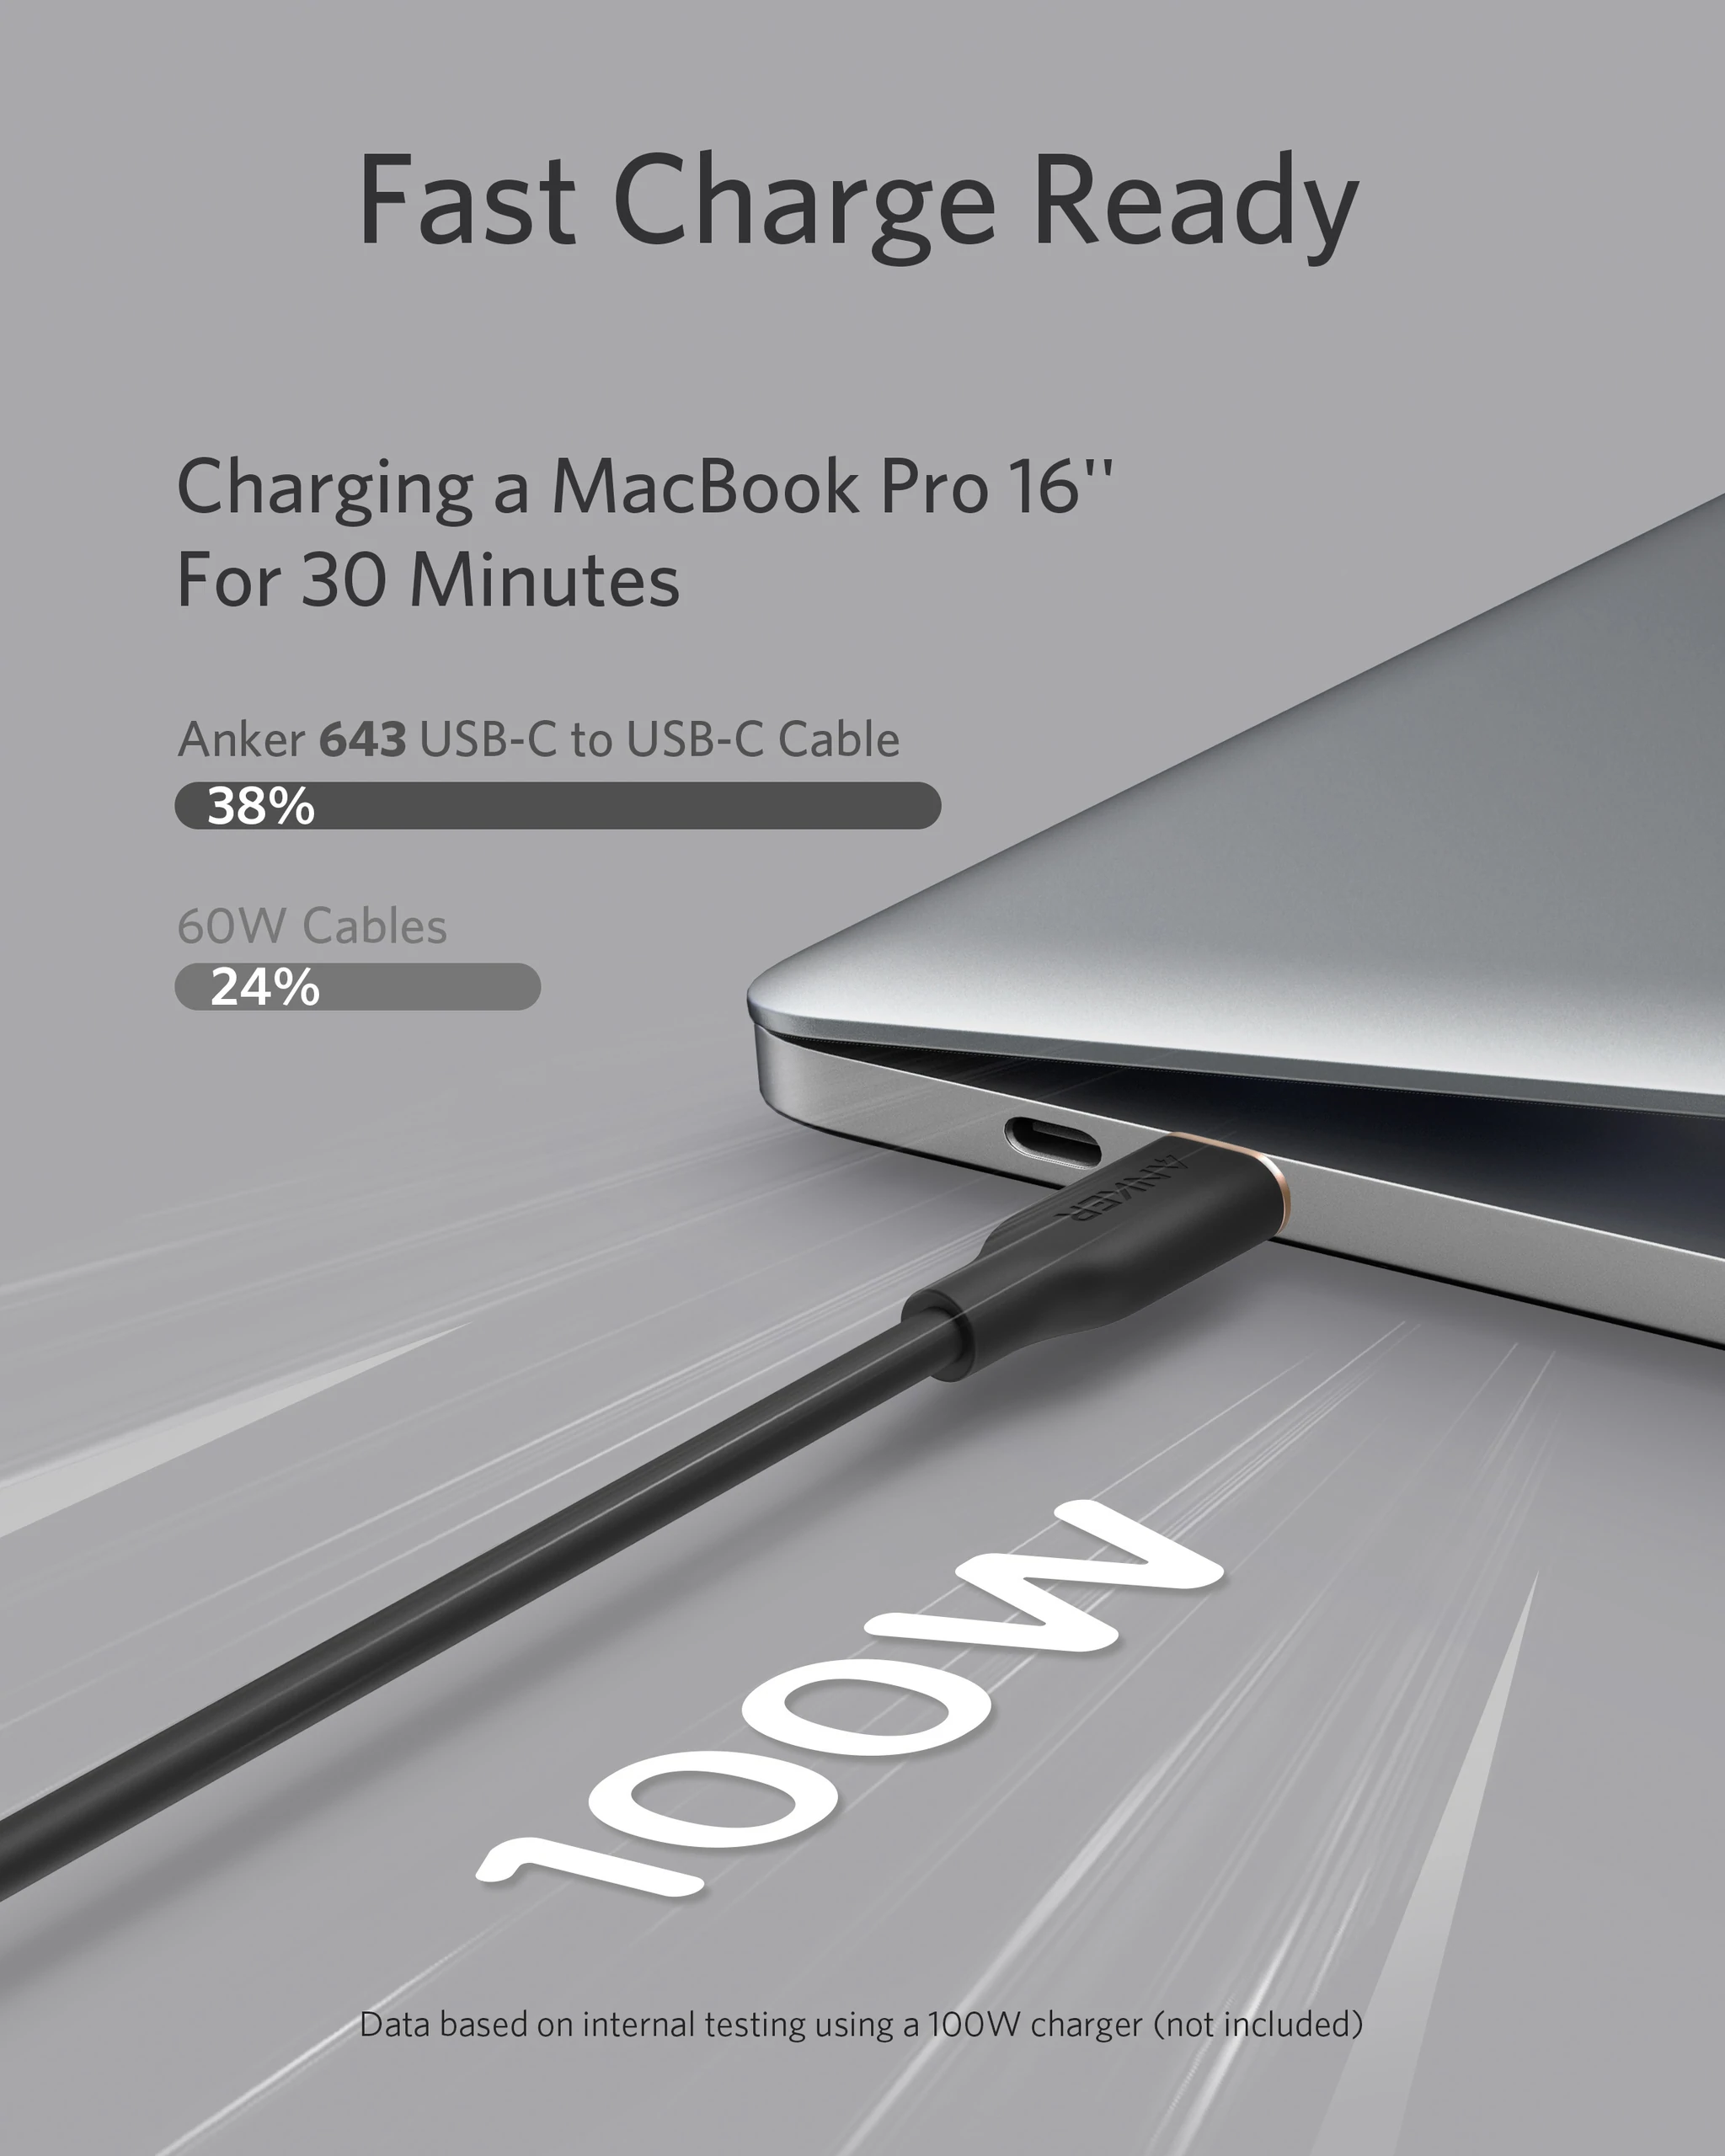 Fast Charge Ready
Charging a MacBook Pro 16''
For 30 Minutes
Anker 643 USB-C to USB-C Cable
38%
60W Cables
24%
ANKER
100W
Data based on internal testing using a 100W charger (not included)